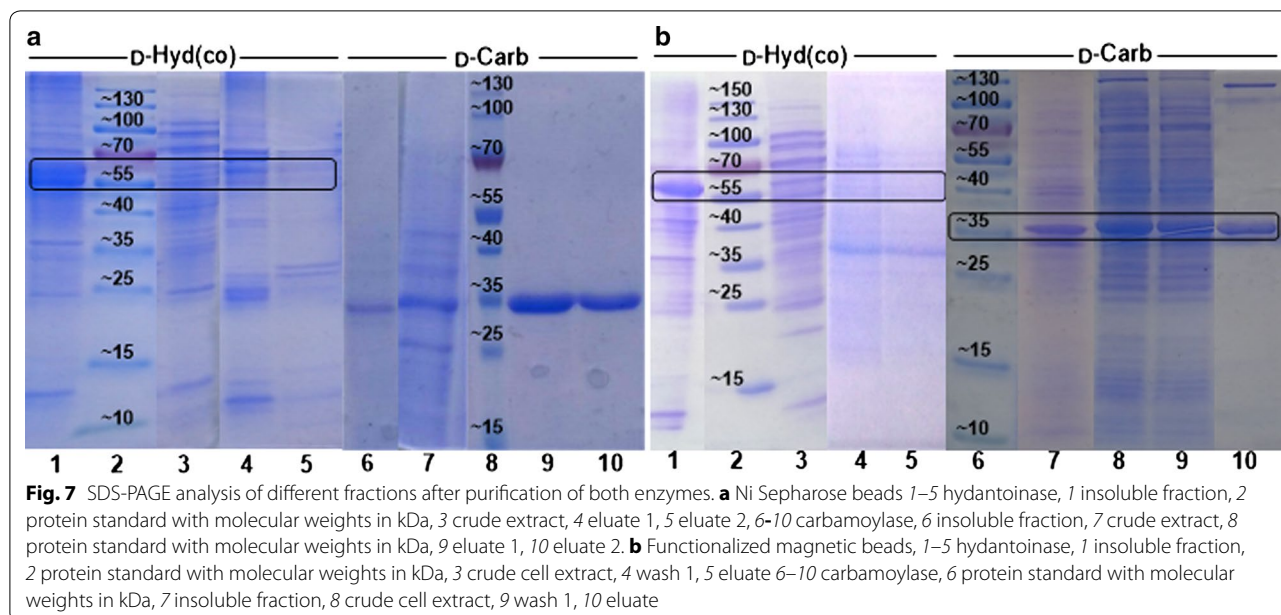 a
D-Hyd(co)
D-Carb
~130
~100
~70
~55
~40
~35
~25
~15
~10
~130
~100
70
~55
~40
~35
~25
~15
1 2 3 4 5 6 7 8 9 10
b
D-Hyd(co)
D-Carb
~150
~130
~100
~70
~55
~40
~35
~25
~15
~130
~100
~70
~55
~40
~35
~25
~15
~10
1 2 3 4 5 6 7 8 9 10
Fig. 7 SDS-PAGE analysis of different fractions after purification of both enzymes. a Ni Sepharose beads 1–5 hydantoinase, 1 insoluble fraction, 2
protein standard with molecular weights in kDa, 3 crude extract, 4 eluate 1, 5 eluate 2, 6-10 carbamoylase, 6 insoluble fraction, 7 crude extract, 8
protein standard with molecular weights in kDa, 9 eluate 1, 10 eluate 2. b Functionalized magnetic beads, 1–5 hydantoinase, 1 insoluble fraction,
2 protein standard with molecular weights in kDa, 3 crude cell extract, 4 wash 1, 5 eluate 6–10 carbamoylase, 6 protein standard with molecular
weights in kDa, 7 insoluble fraction, 8 crude cell extract, 9 wash 1, 10 eluate